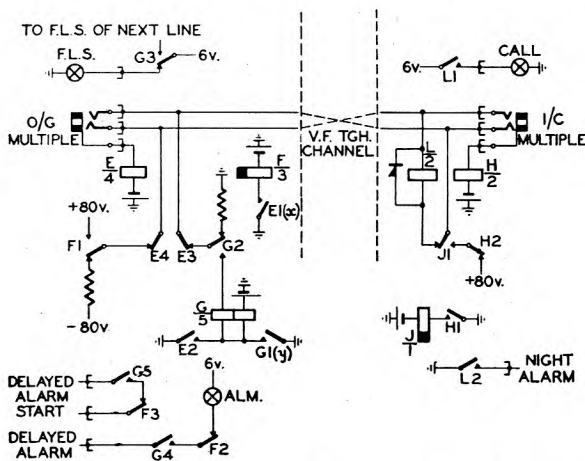 TO F.L.S. OF NEXT LINE
F.L.S.
G3
6v.
6v.
L1
CALL
O/G
MULTIPLE
V.F. TGH.
CHANNEL
I/C
MULTIPLE
E
4
F
3
E1(x)
L
2
H
2
+80v.
F1
E4
E3
G2
J1
H2
+80v.
-80v.
G
5
E2
G1(y)
J
1
H1
6v.
L2
NIGHT
ALARM
DELAYED
ALARM
START
G5
F3
ALM.
DELAYED
ALARM
G4
F2